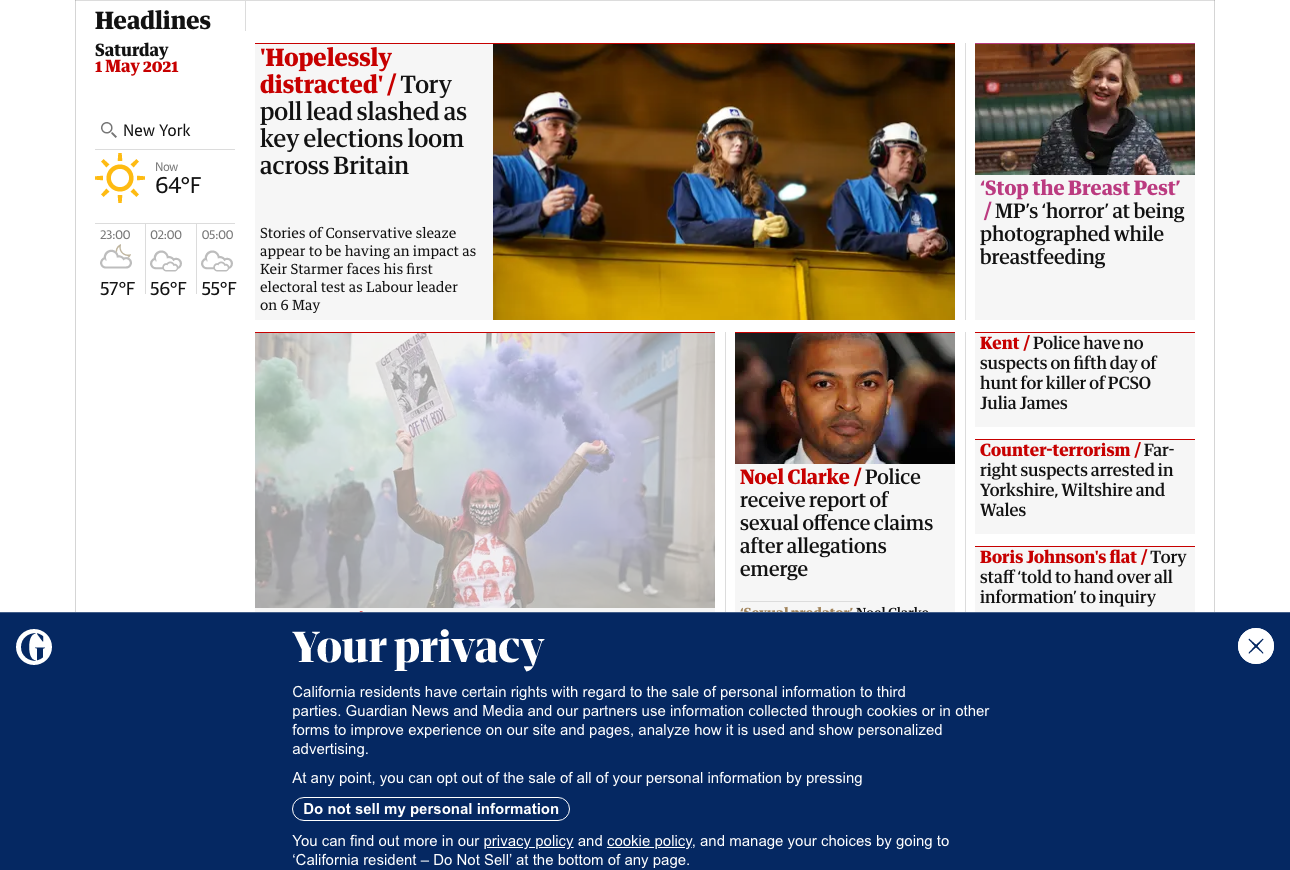 Headlines
Saturday
1 May 2021
New York
Now
64°F
23:00
02:00
05:00
57°F
56°F
55°F
'Hopelessly
distracted' / Tory
poll lead slashed as
key elections loom
across Britain
Stories of Conservative sleaze
appear to be having an impact as
Keir Starmer faces his first
electoral test as Labour leader
on 6 May
‘Stop the Breast Pest’
/ MP’s ‘horror’ at being
photographed while
breastfeeding
GET YOUR LAWS
OFF MY BODY
Noel Clarke / Police
receive report of
sexual offence claims
after allegations
emerge
‘Sexual predator’ Noel Clarke
Kent / Police have no
suspects on fifth day of
hunt for killer of PCSO
Julia James
Counter-terrorism / Far-
right suspects arrested in
Yorkshire, Wiltshire and
Wales
Boris Johnson's flat / Tory
staff ‘told to hand over all
information’ to inquiry
Your privacy
California residents have certain rights with regard to the sale of personal information to third
parties. Guardian News and Media and our partners use information collected through cookies or in other
forms to improve experience on our site and pages, analyze how it is used and show personalized
advertising.
At any point, you can opt out of the sale of all of your personal information by pressing
Do not sell my personal information
You can find out more in our privacy policy and cookie policy, and manage your choices by going to
‘California resident – Do Not Sell’ at the bottom of any page.